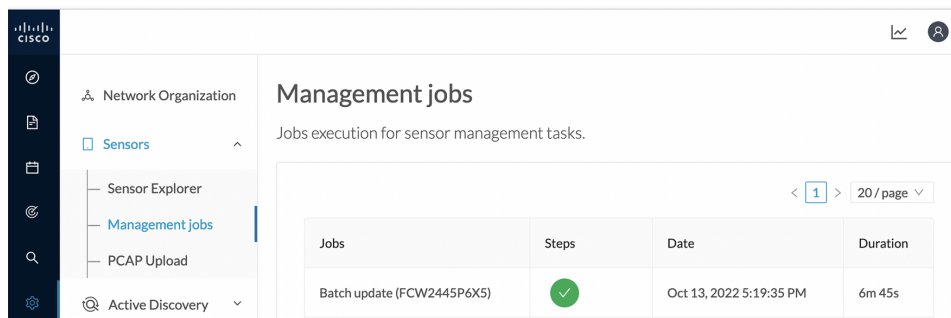 CISCO
Network Organization
Sensors
Sensor Explorer
Management jobs
PCAP Upload
Active Discovery
Management jobs
Jobs execution for sensor management tasks.
< 1 > 20 / page
Jobs Steps Date Duration
Batch update (FCW2445P6X5) Oct 13, 2022 5:19:35 PM 6m 45s